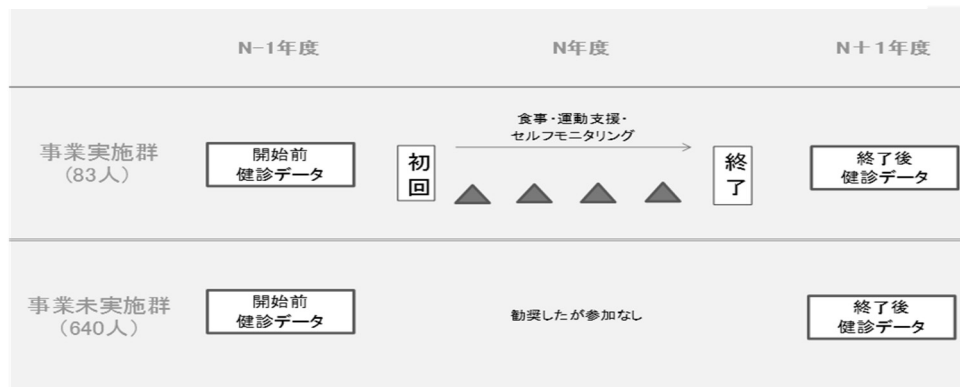 N-1年度
N年度
N＋1年度
事業実施群
(83人)
開始前
健診データ
初
回
食事・運動支援・
セルフモニタリング
終
了
終了後
健診データ
事業未実施群
(640人)
開始前
健診データ
勧奨したが参加なし
終了後
健診データ